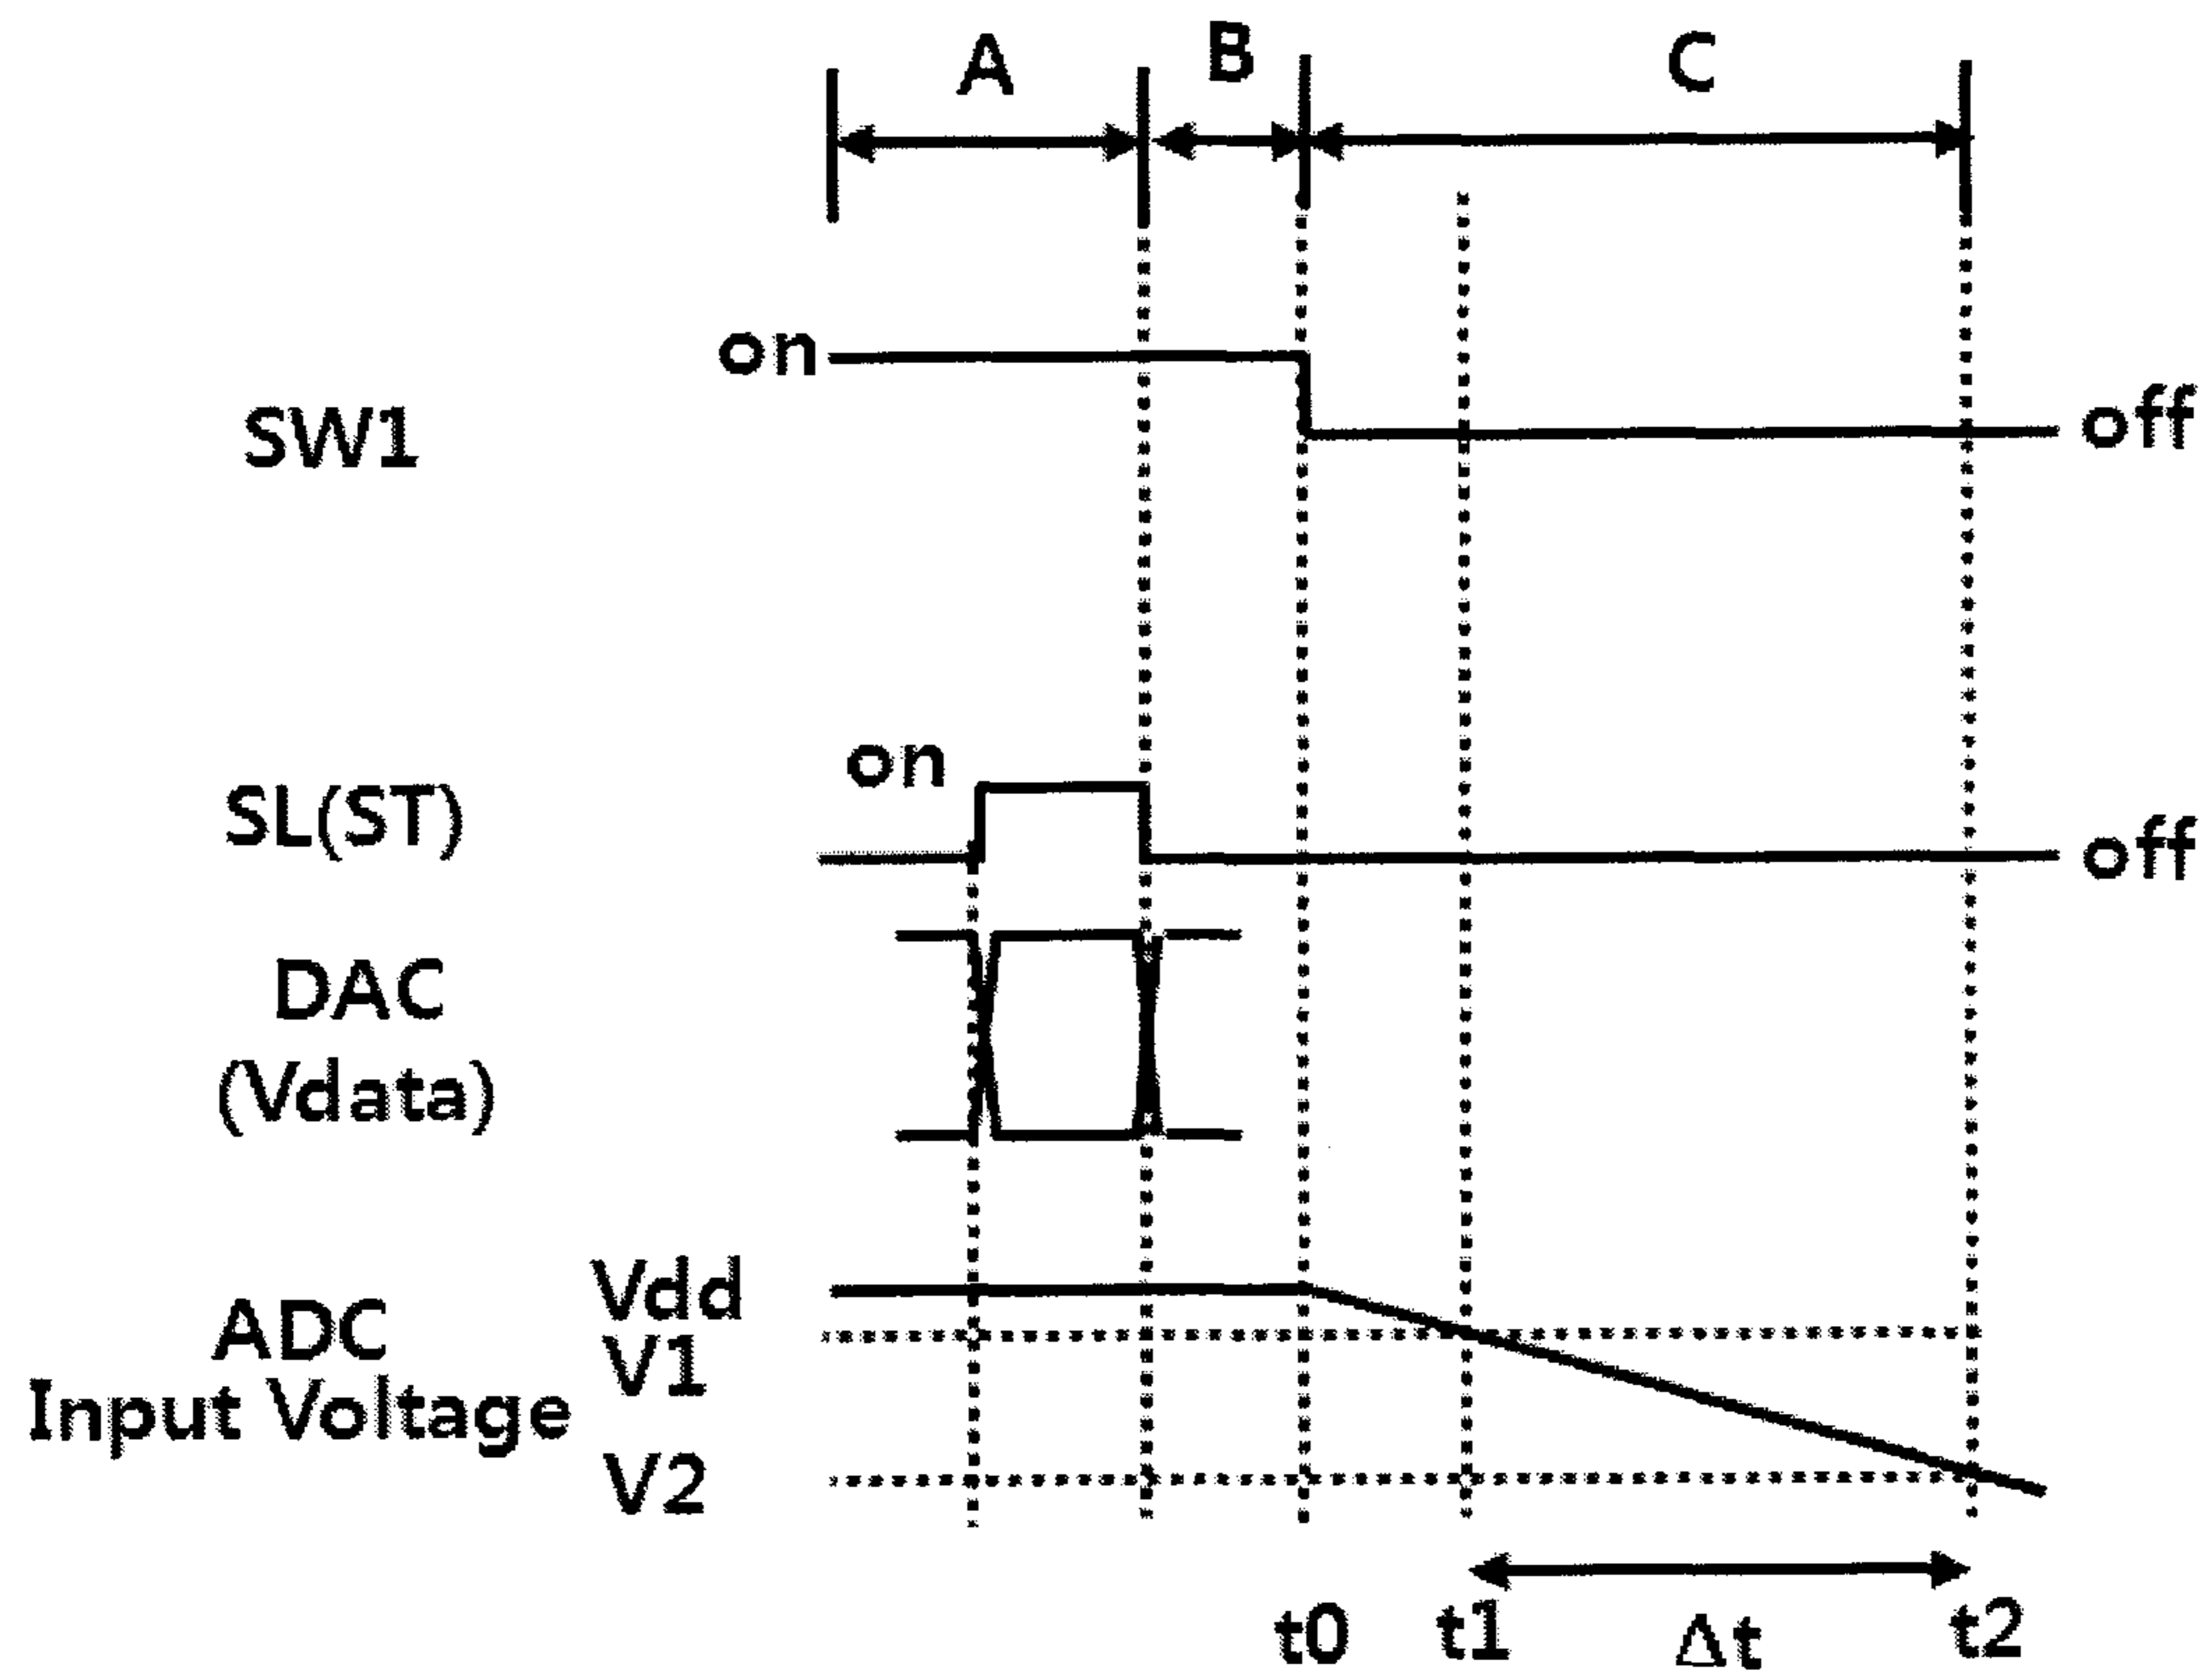 A B C
on
SW1
off
on
SL(ST)
off
DAC
(Vdata)
Vdd
ADC
V1
Input Voltage
V2
t0 t1 Δt t2